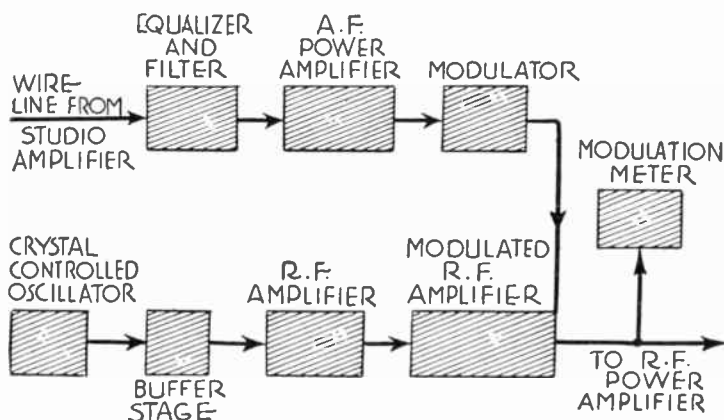 EQUALIZER
AND
FILTER
A.F.
POWER
AMPLIFIER
MODULATOR
WIRE-
LINE FROM
STUDIO
AMPLIFIER
MODULATION
METER
CRYSTAL
CONTROLLED
OSCILLATOR
BUFFER
STAGE
R.F.
AMPLIFIER
MODULATED
R.F.
AMPLIFIER
TO R.F.
POWER
AMPLIFIER